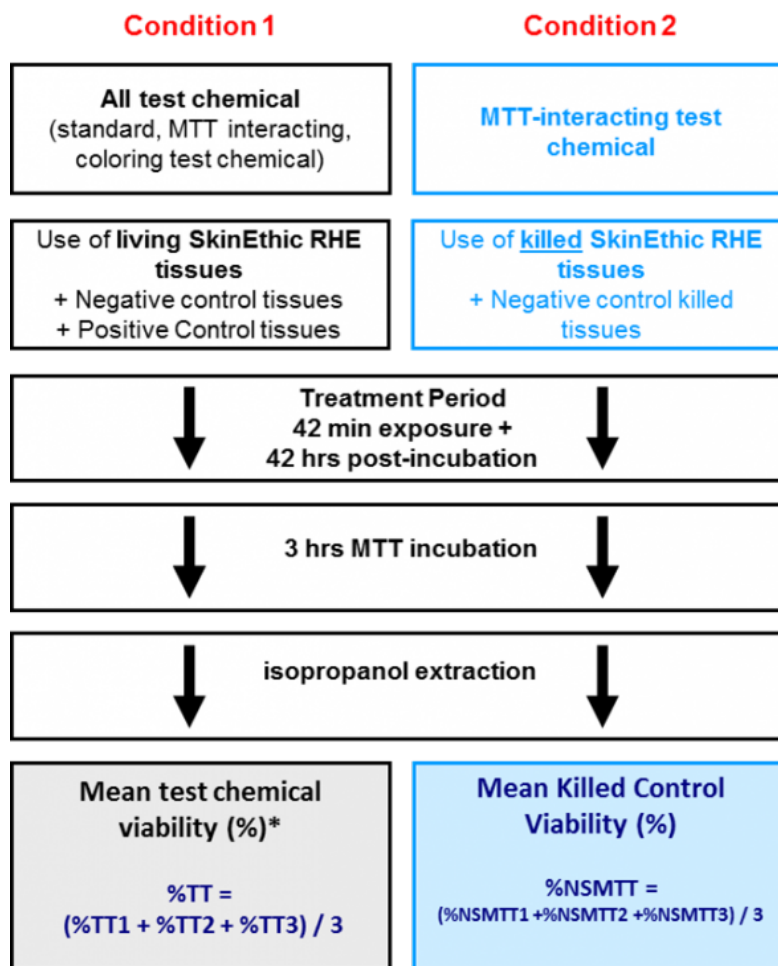 Condition 1
Condition 2
All test chemical
(standard, MTT interacting,
coloring test chemical)
MTT-interacting test
chemical
Use of living SkinEthic RHE
tissues
+ Negative control tissues
+ Positive Control tissues
Use of killed SkinEthic RHE
tissues
+ Negative control killed
tissues
Treatment Period
42 min exposure +
42 hrs post-incubation
3 hrs MTT incubation
isopropanol extraction
Mean test chemical
viability (%)*
%TT =
(%TT1 + %TT2 + %TT3) / 3
Mean Killed Control
Viability (%)
%NSMTT =
(%NSMTT1 +%NSMTT2 +%NSMTT3) / 3